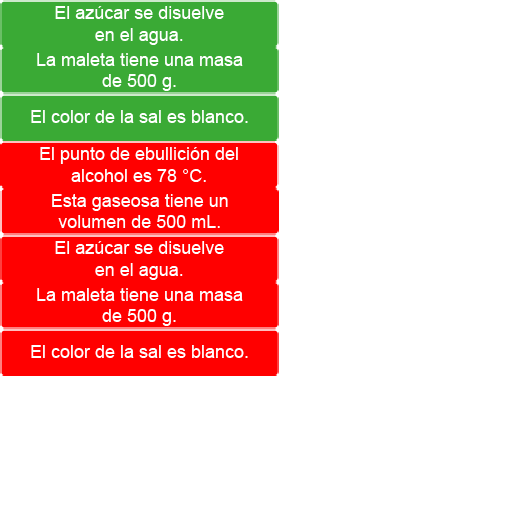 El azúcar se disuelve
en el agua.
La maleta tiene una masa
de 500 g.
El color de la sal es blanco.
El punto de ebullición del
alcohol es 78 °C.
Esta gaseosa tiene un
volumen de 500 mL.
El azúcar se disuelve
en el agua.
La maleta tiene una masa
de 500 g.
El color de la sal es blanco.